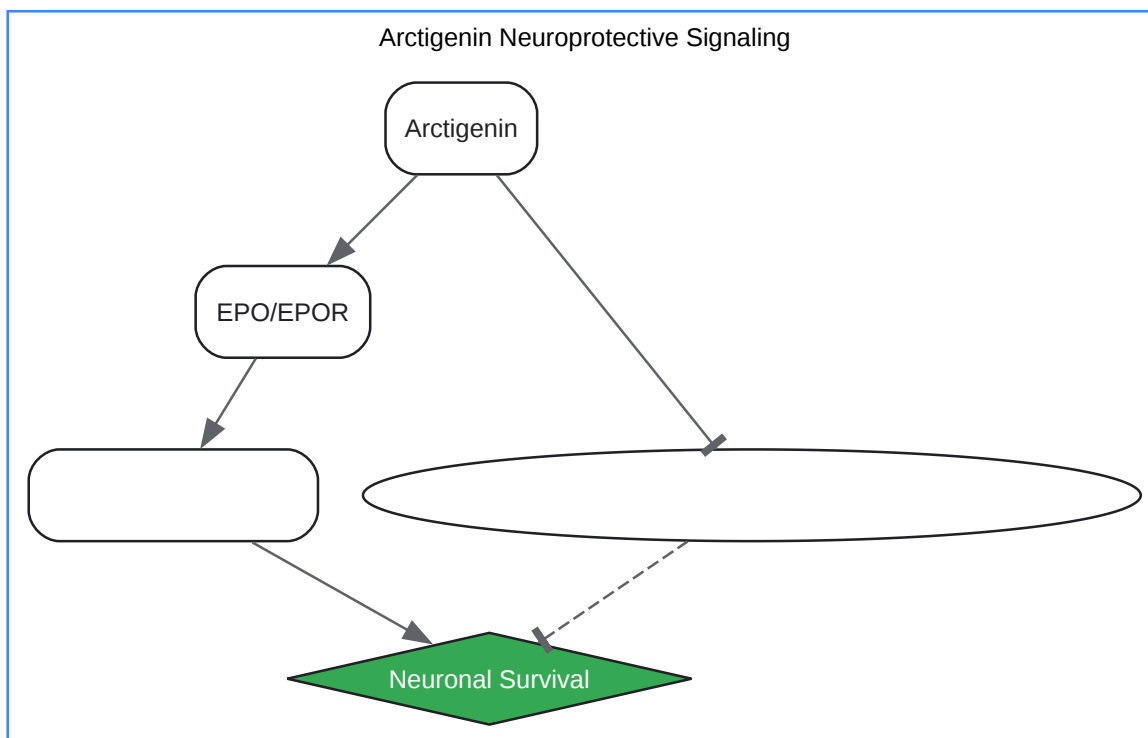 Arctigenin Neuroprotective Signaling
Arctigenin
EPO/EPOR
Neuronal Survival